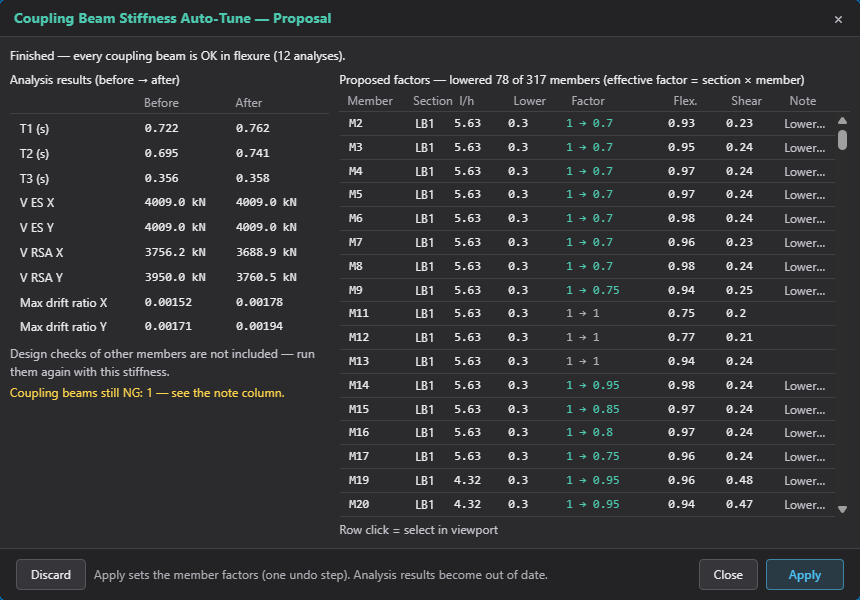 Coupling Beam Stiffness Auto-Tune — Proposal ×
Finished — every coupling beam is OK in flexure (12 analyses).
Analysis results (before → after)
Before After
T1 (s) 0.722 0.762
T2 (s) 0.695 0.741
T3 (s) 0.356 0.358
V ES X 4009.0 kN 4009.0 kN
V ES Y 4009.0 kN 4009.0 kN
V RSA X 3756.2 kN 3688.9 kN
V RSA Y 3950.0 kN 3760.5 kN
Max drift ratio X 0.00152 0.00178
Max drift ratio Y 0.00171 0.00194
Design checks of other members are not included — run
them again with this stiffness.
Coupling beams still NG: 1 — see the note column.
Proposed factors — lowered 78 of 317 members (effective factor = section × member)
Member Section l/h Lower Factor Flex. Shear Note
M2 LB1 5.63 0.3 1 → 0.7 0.93 0.23 Lower...
M3 LB1 5.63 0.3 1 → 0.7 0.95 0.24 Lower...
M4 LB1 5.63 0.3 1 → 0.7 0.97 0.24 Lower...
M5 LB1 5.63 0.3 1 → 0.7 0.97 0.24 Lower...
M6 LB1 5.63 0.3 1 → 0.7 0.98 0.24 Lower...
M7 LB1 5.63 0.3 1 → 0.7 0.96 0.23 Lower...
M8 LB1 5.63 0.3 1 → 0.7 0.98 0.24 Lower...
M9 LB1 5.63 0.3 1 → 0.75 0.94 0.25 Lower...
M11 LB1 5.63 0.3 1 → 1 0.75 0.2
M12 LB1 5.63 0.3 1 → 1 0.77 0.21
M13 LB1 5.63 0.3 1 → 1 0.94 0.24
M14 LB1 5.63 0.3 1 → 0.95 0.98 0.24 Lower...
M15 LB1 5.63 0.3 1 → 0.85 0.97 0.24 Lower...
M16 LB1 5.63 0.3 1 → 0.8 0.97 0.24 Lower...
M17 LB1 5.63 0.3 1 → 0.75 0.96 0.24 Lower...
M19 LB1 4.32 0.3 1 → 0.95 0.96 0.48 Lower...
M20 LB1 4.32 0.3 1 → 0.95 0.94 0.47 Lower...
Row click = select in viewport
Discard Apply sets the member factors (one undo step). Analysis results become out of date. Close Apply